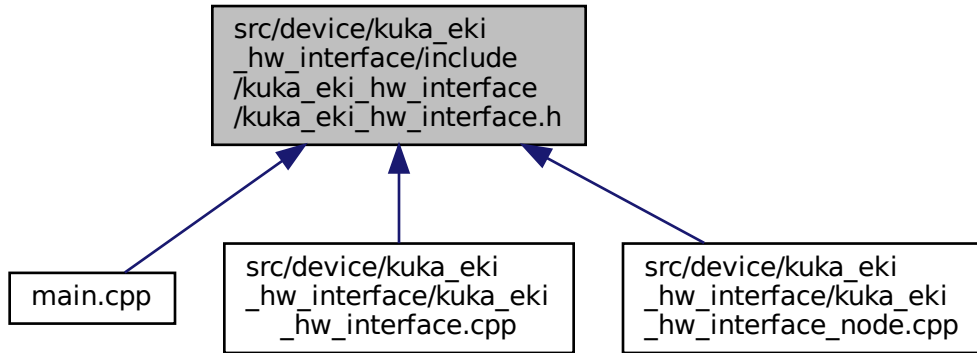 src/device/kuka_eki
_hw_interface/include
/kuka_eki_hw_interface
/kuka_eki_hw_interface.h
main.cpp
src/device/kuka_eki
_hw_interface/kuka_eki
_hw_interface.cpp
src/device/kuka_eki
_hw_interface/kuka_eki
_hw_interface_node.cpp